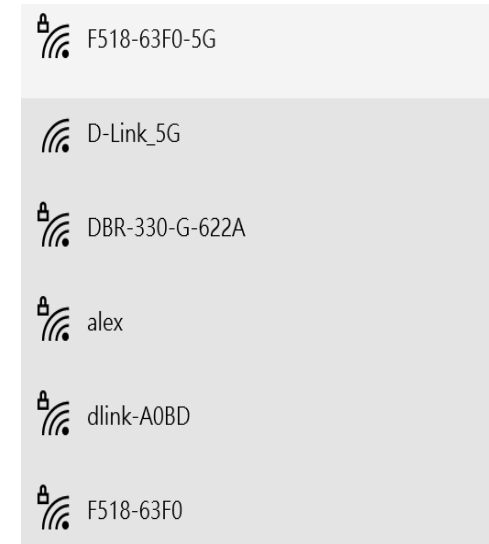 F518-63F0-5G
D-Link_5G
DBR-330-G-622A
alex
dlink-A0BD
F518-63F0